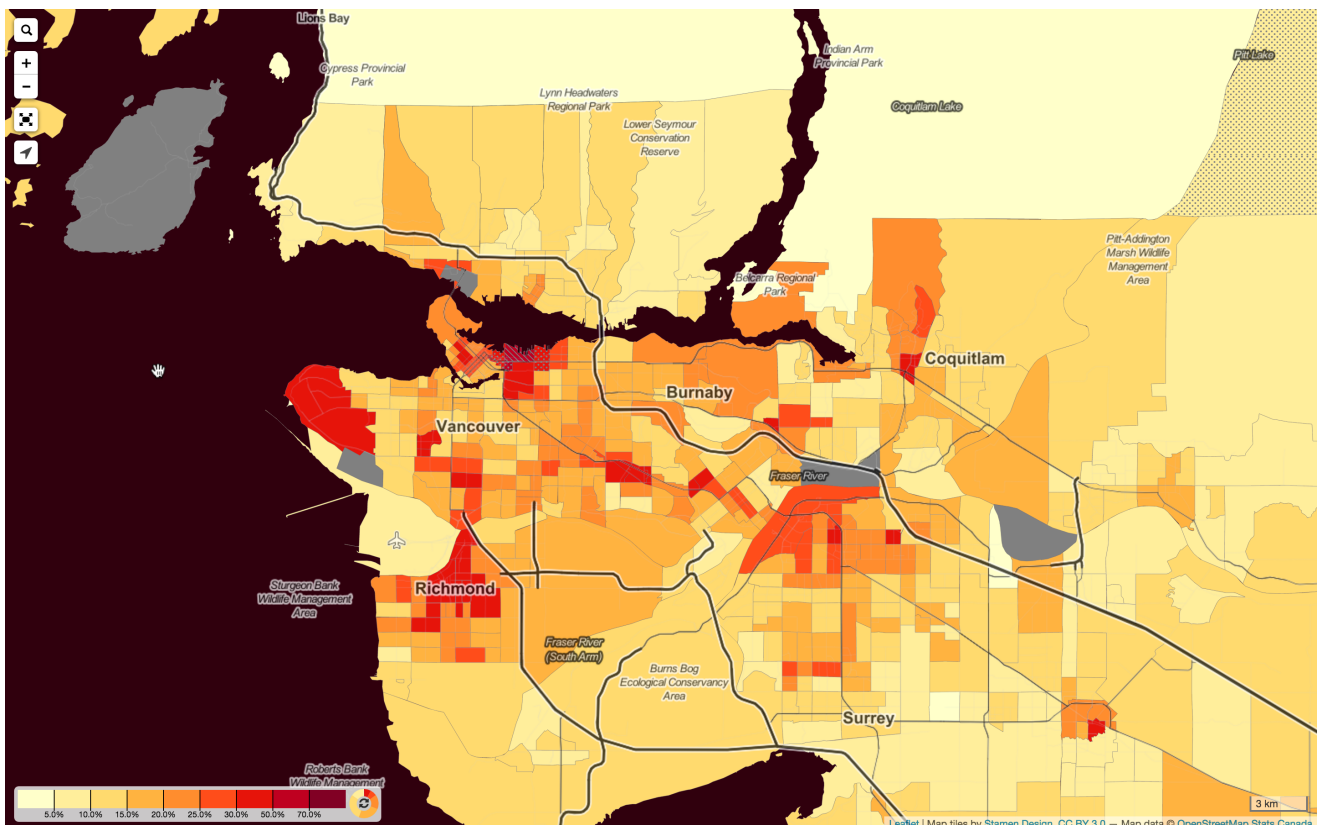 Lions Bay
Cypress Provincial
Park
Indian Arm
Provincial Park
Pitt Lake
Lynn Headwaters
Regional Park
Coquitlam Lake
Lower Seymour
Conservation
Reserve
+
−
Pitt-Addington
Marsh Wildlife
Management
Area
Belcarra Regional
Park
Coquitlam
Burnaby
Vancouver
Fraser River
Richmond
Sturgeon Bank
Wildlife Management
Area
Fraser River
(South Arm)
Burns Bog
Ecological Conservancy
Area
Surrey
Roberts Bank
Wildlife Management
5.0% 10.0% 15.0% 20.0% 25.0% 30.0% 50.0% 70.0%
3 km
Leaflet | Map tiles by Stamen Design, CC BY 3.0 — Map data © OpenStreetMap Stats Canada